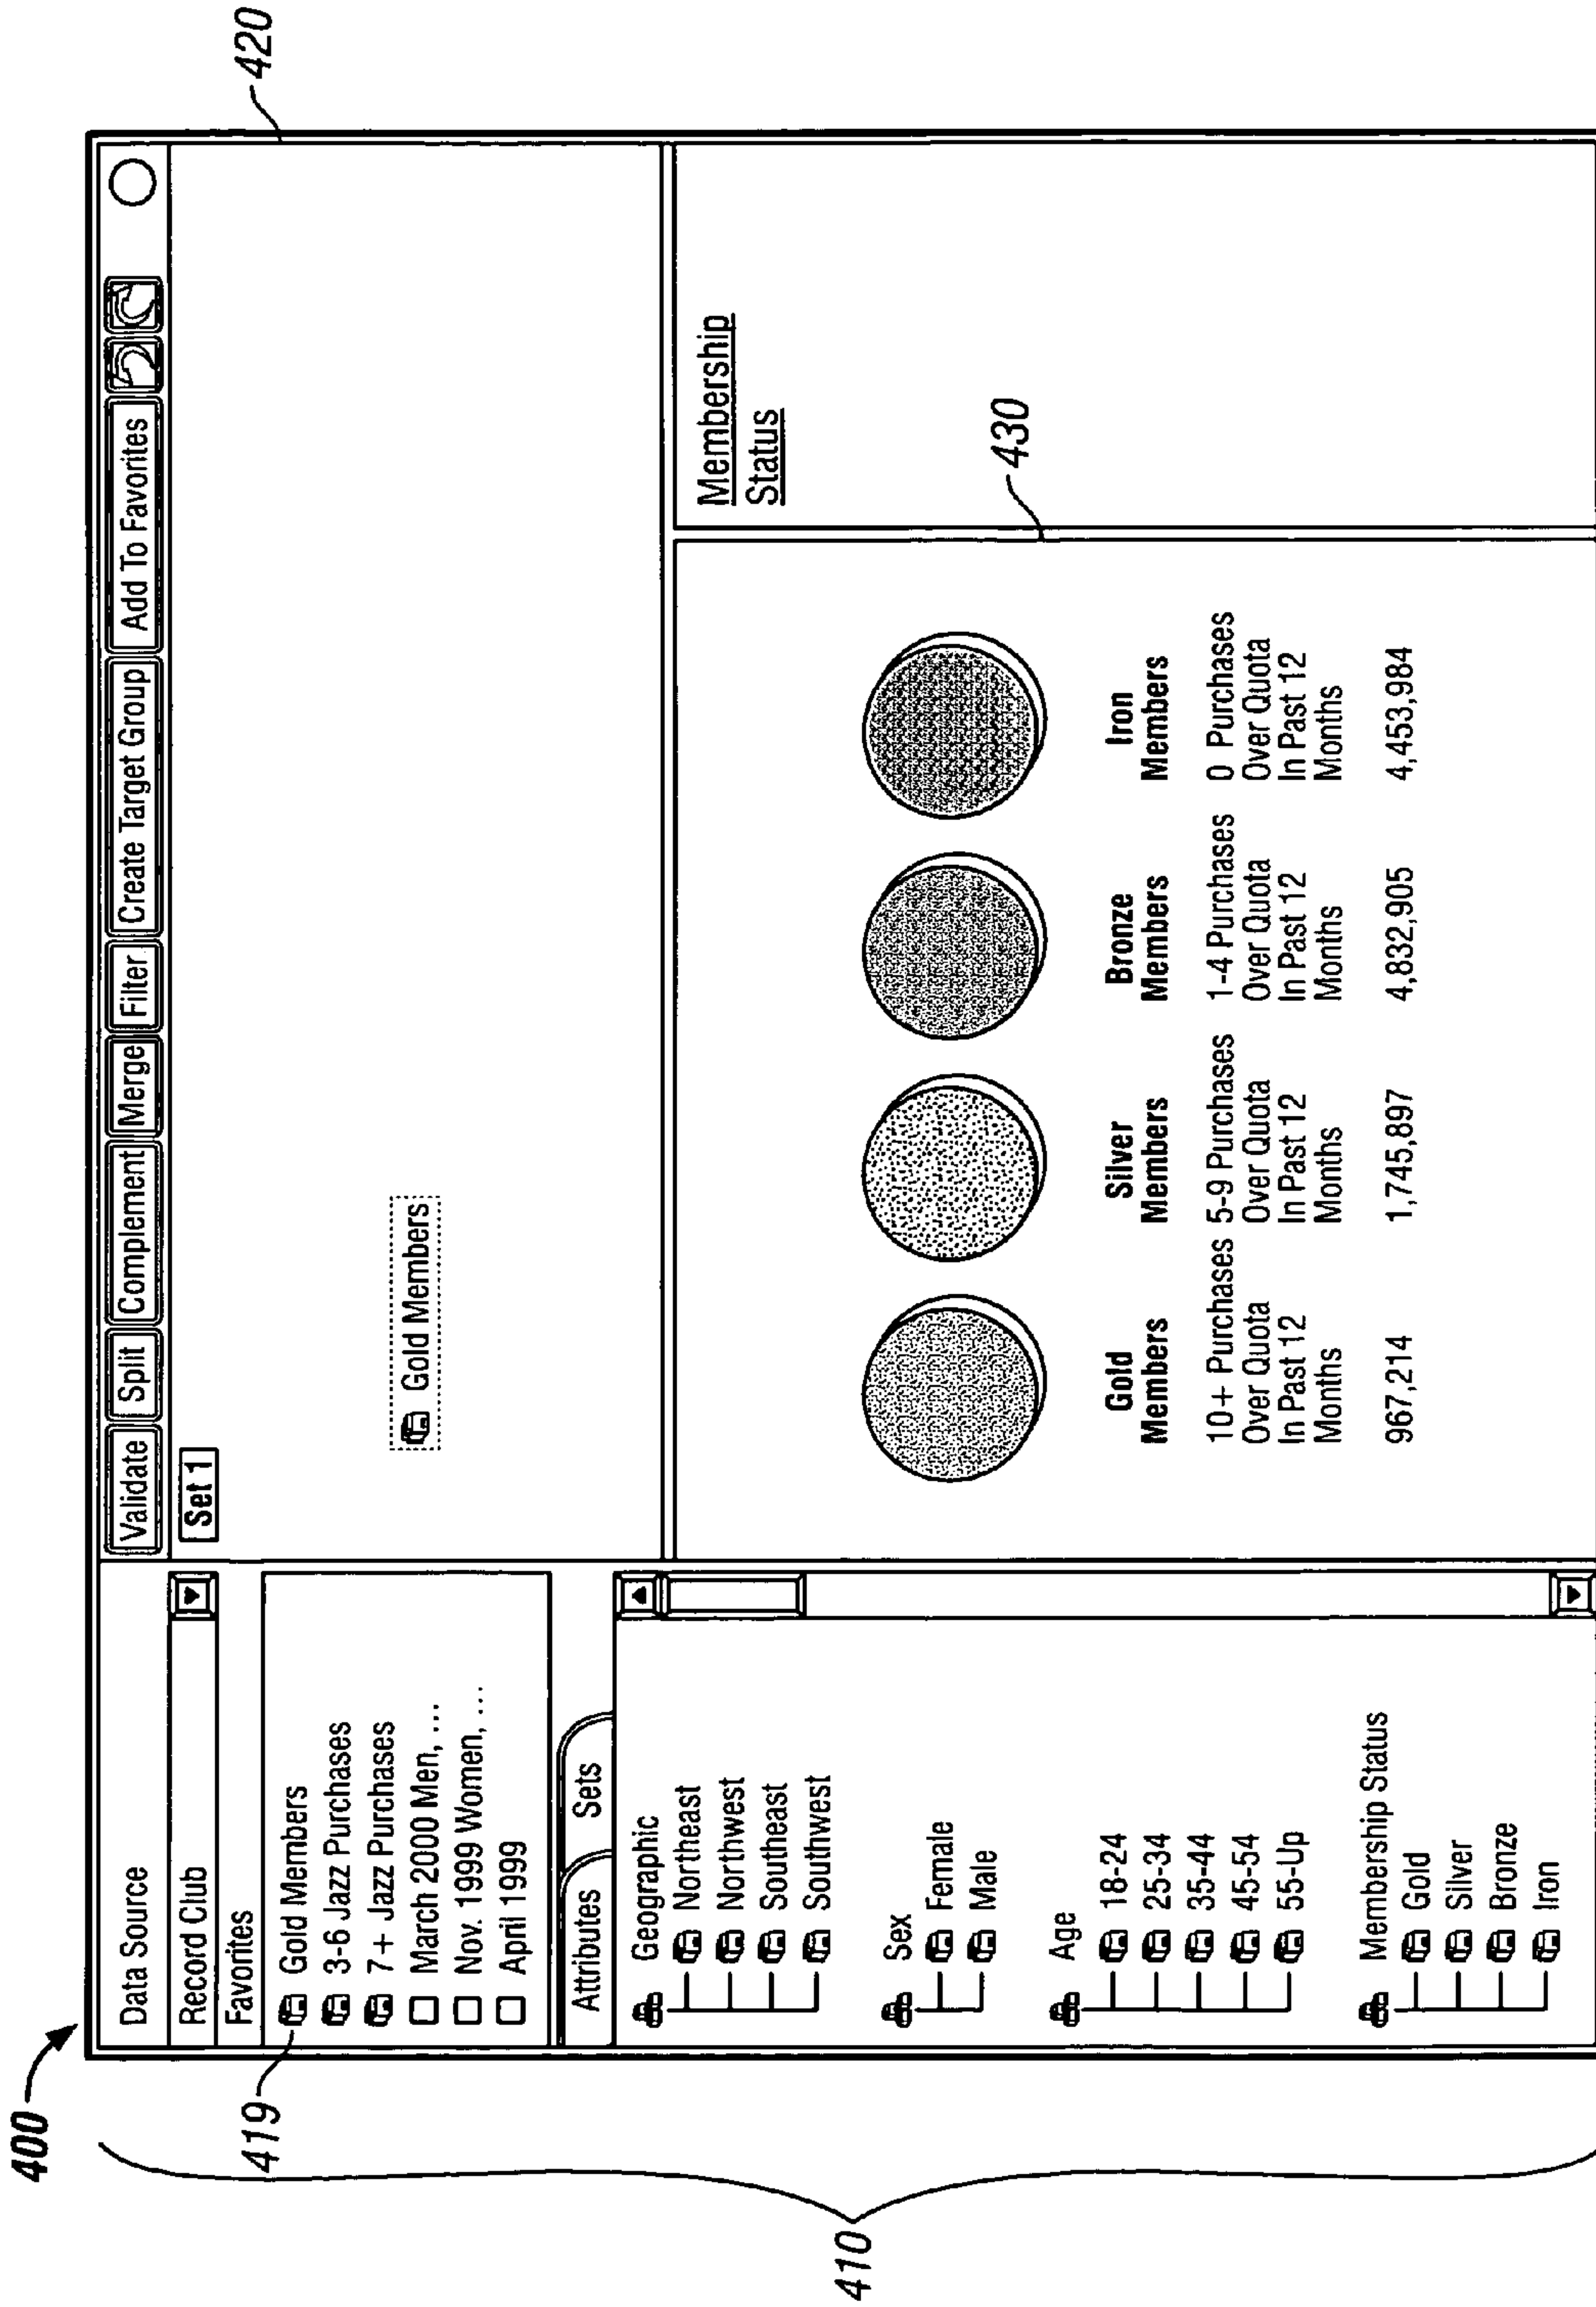 400
420
Data Source
Validate Split Complement Merge Filter Create Target Group Add To Favorites
Record Club
Set 1
Favorites
419
Gold Members
3-6 Jazz Purchases
7+ Jazz Purchases
March 2000 Men, ...
Nov. 1999 Women, ...
April 1999
Gold Members
Attributes Sets
Geographic
Northeast
Northwest
Southeast
Southwest
Sex
Female
Male
Age
18-24
25-34
35-44
45-54
55-Up
Membership Status
Gold
Silver
Bronze
Iron
410
Membership
Status
430
Gold
Members
10+ Purchases
Over Quota
In Past 12
Months
967,214
Silver
Members
5-9 Purchases
Over Quota
In Past 12
Months
1,745,897
Bronze
Members
1-4 Purchases
Over Quota
In Past 12
Months
4,832,905
Iron
Members
0 Purchases
Over Quota
In Past 12
Months
4,453,984